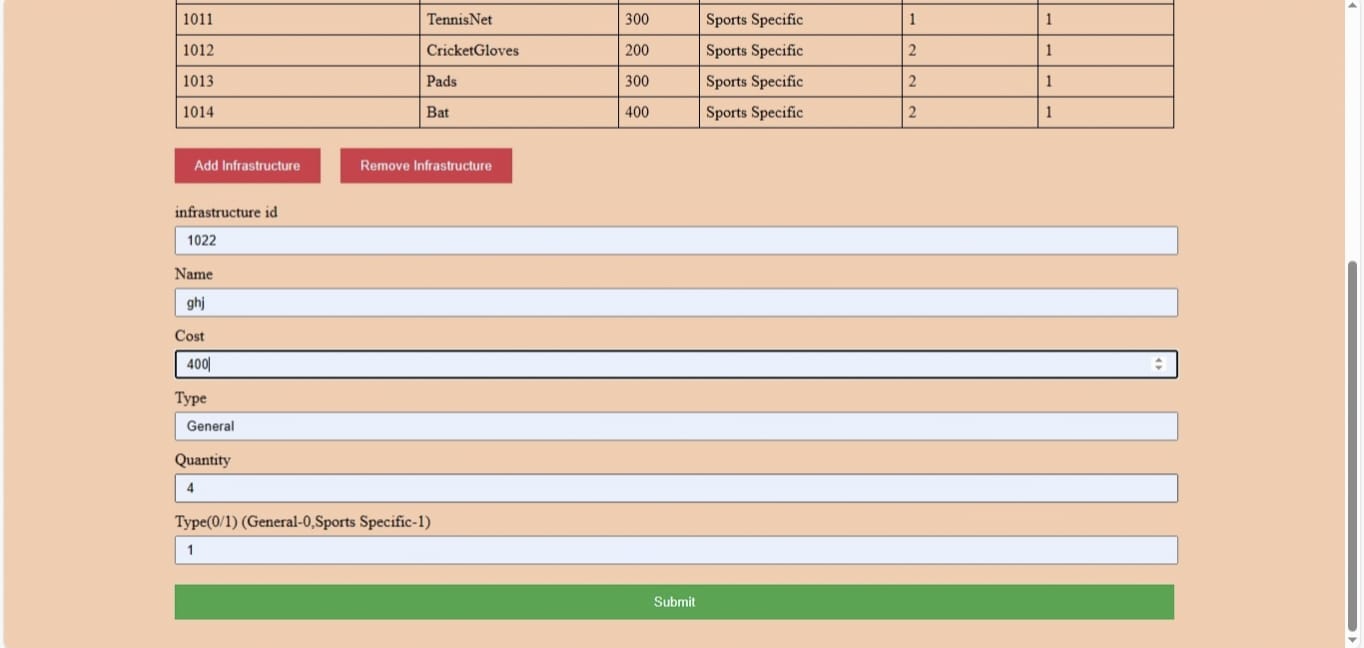 1011 TennisNet 300 Sports Specific 1 1
1012 CricketGloves 200 Sports Specific 2 1
1013 Pads 300 Sports Specific 2 1
1014 Bat 400 Sports Specific 2 1
Add Infrastructure Remove Infrastructure
infrastructure id
1022
Name
ghj
Cost
400
Type
General
Quantity
4
Type(0/1) (General-0,Sports Specific-1)
1
Submit